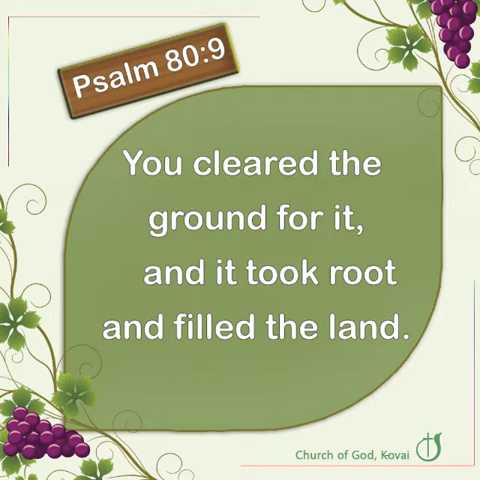 Psalm 80:9
You cleared the
ground for it,
and it took root
and filled the land.
Church of God, Kovai